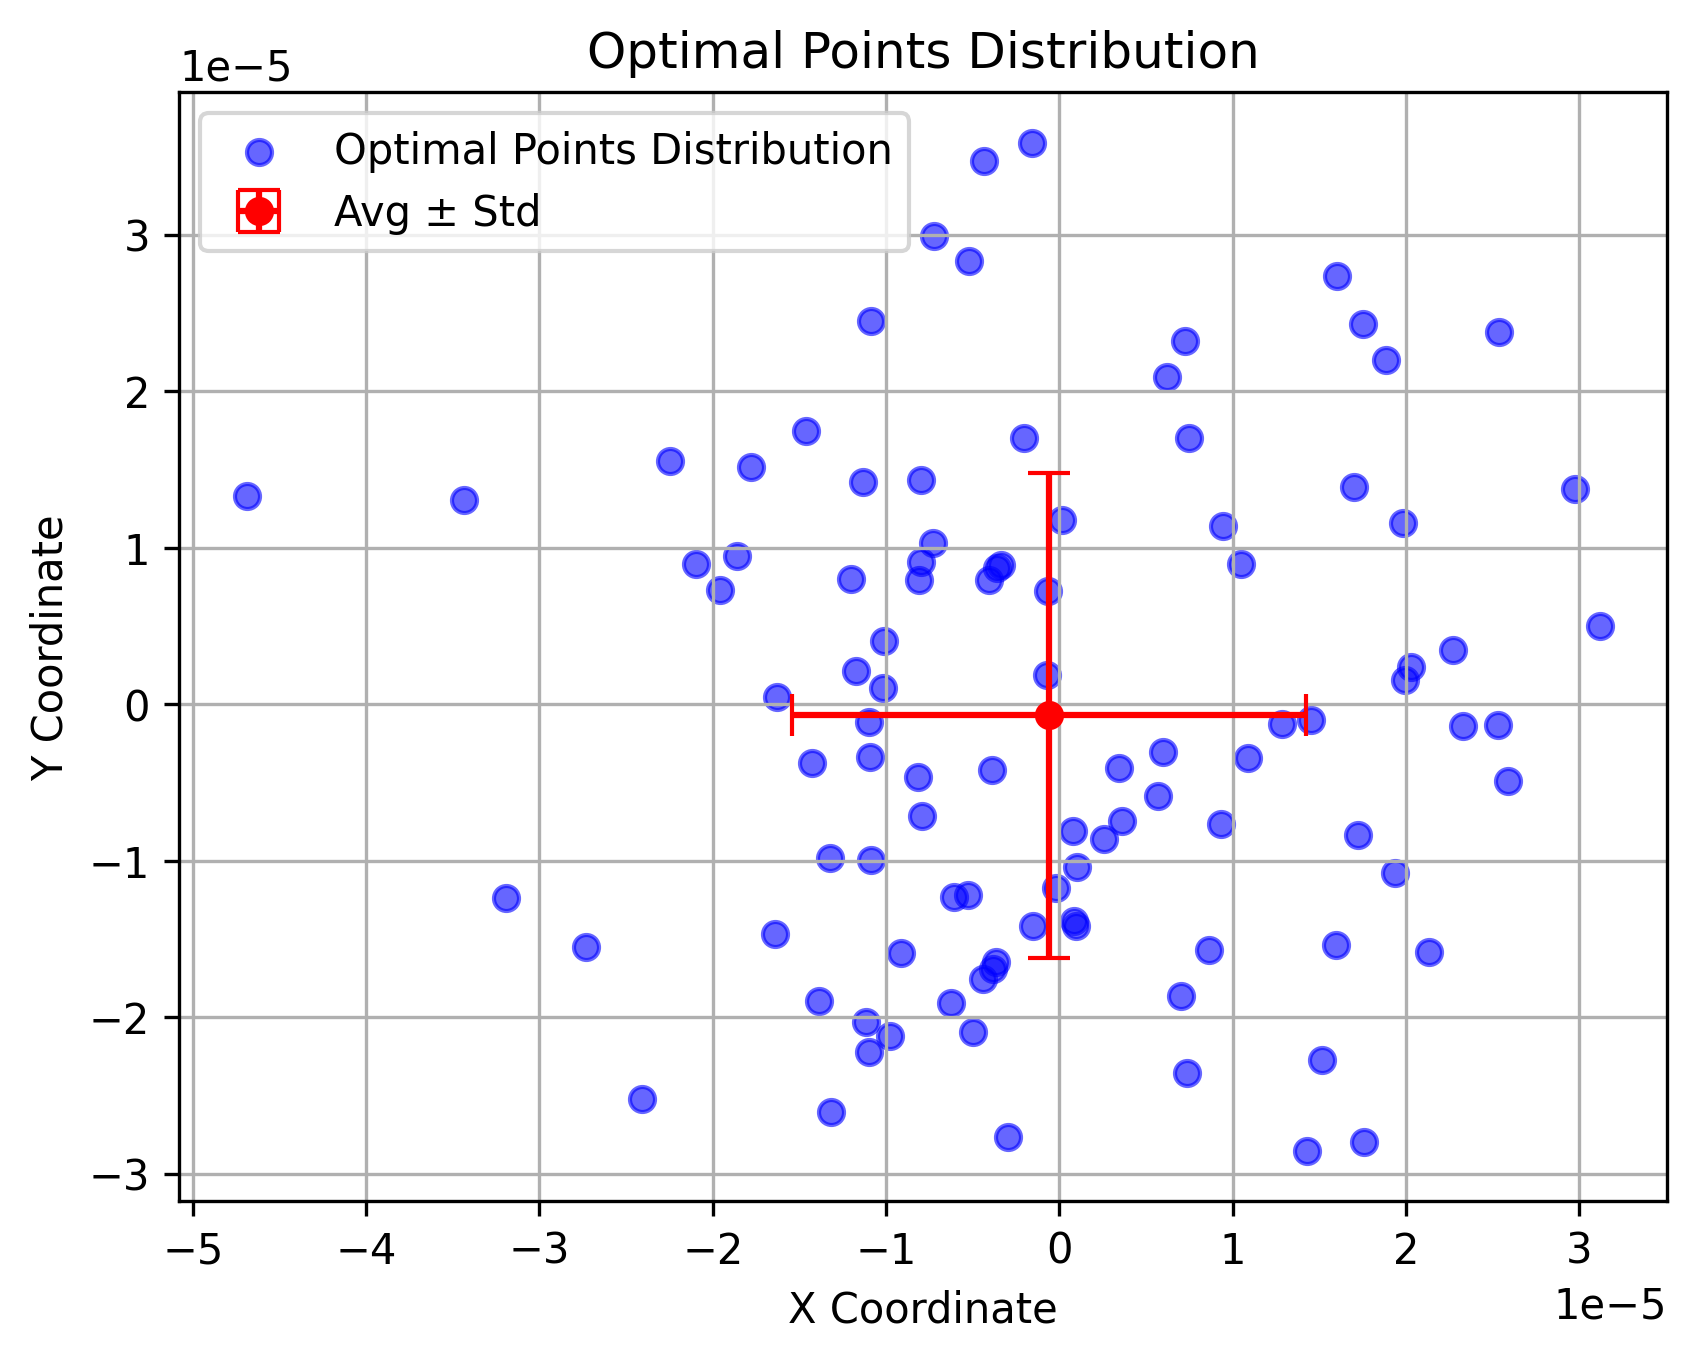 Optimal Points Distribution
1e−5
Optimal Points Distribution
Avg ± Std
Y Coordinate
3
2
1
0
−1
−2
−3
−5 −4 −3 −2 −1 0 1 2 3
X Coordinate
1e−5